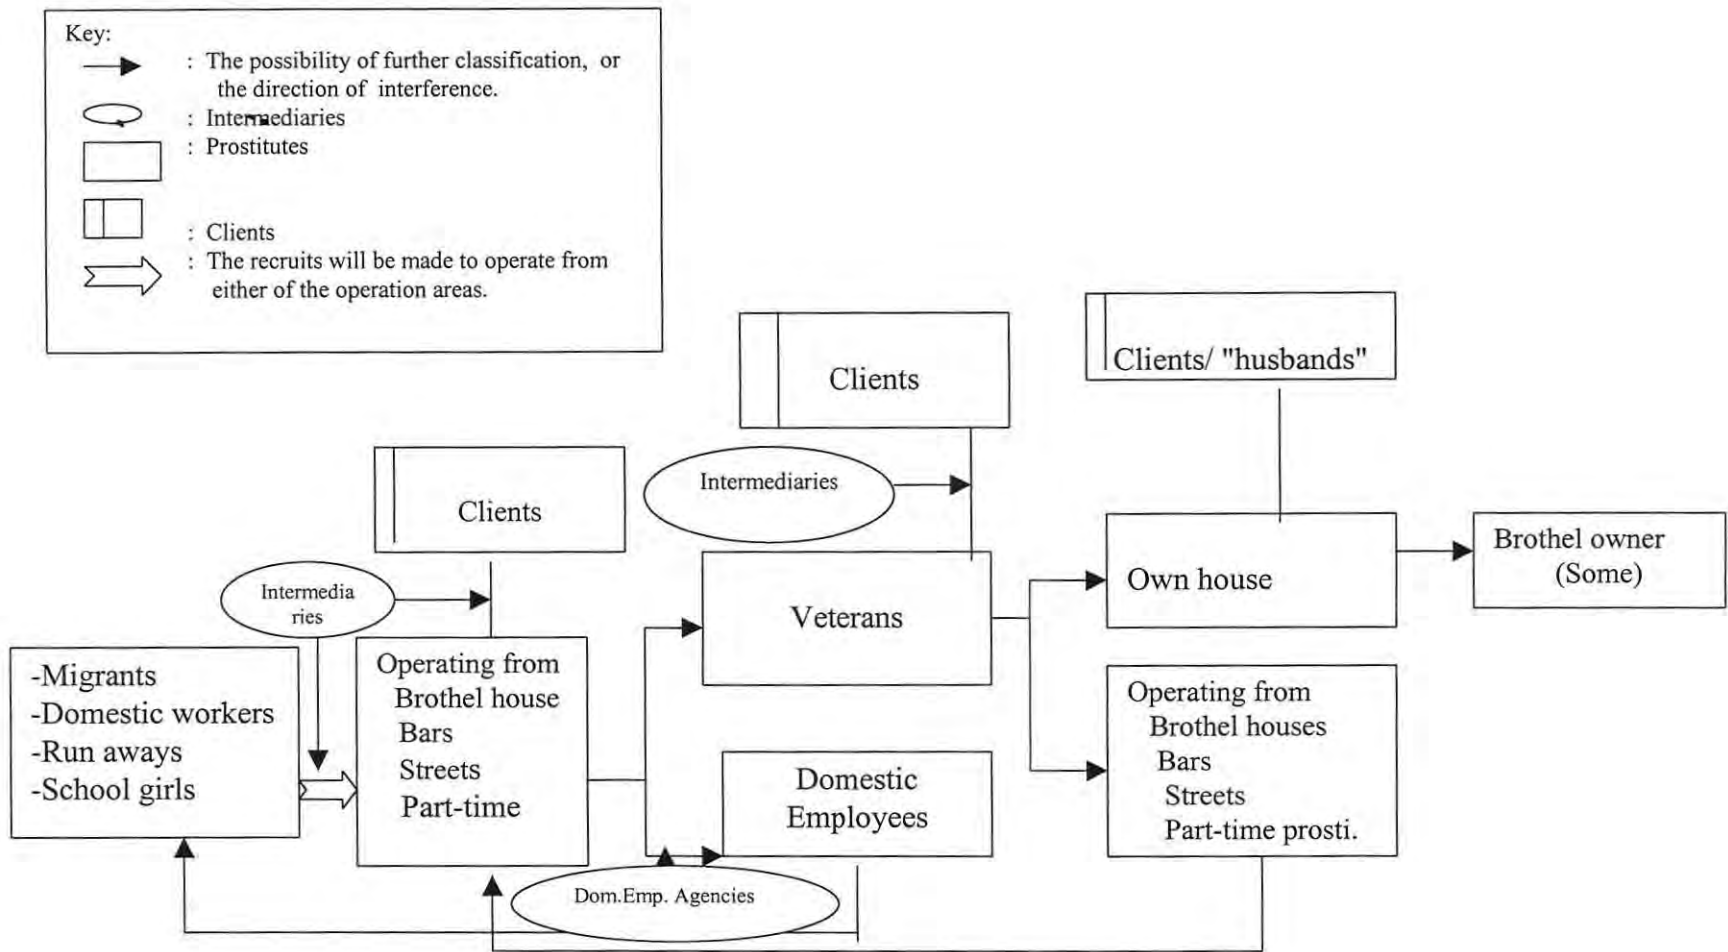 Key:
: The possibility of further classification, or
the direction of interference.
: Intermediaries
: Prostitutes
: Clients
: The recruits will be made to operate from
either of the operation areas.
Clients/ "husbands"
Clients
Intermediaries
Clients
Brothel owner
(Some)
Own house
Intermedia
ries
Veterans
-Migrants
-Domestic workers
-Run aways
-School girls
Operating from
Brothel house
Bars
Streets
Part-time
Domestic
Employees
Operating from
Brothel houses
Bars
Streets
Part-time prosti.
Dom.Emp. Agencies